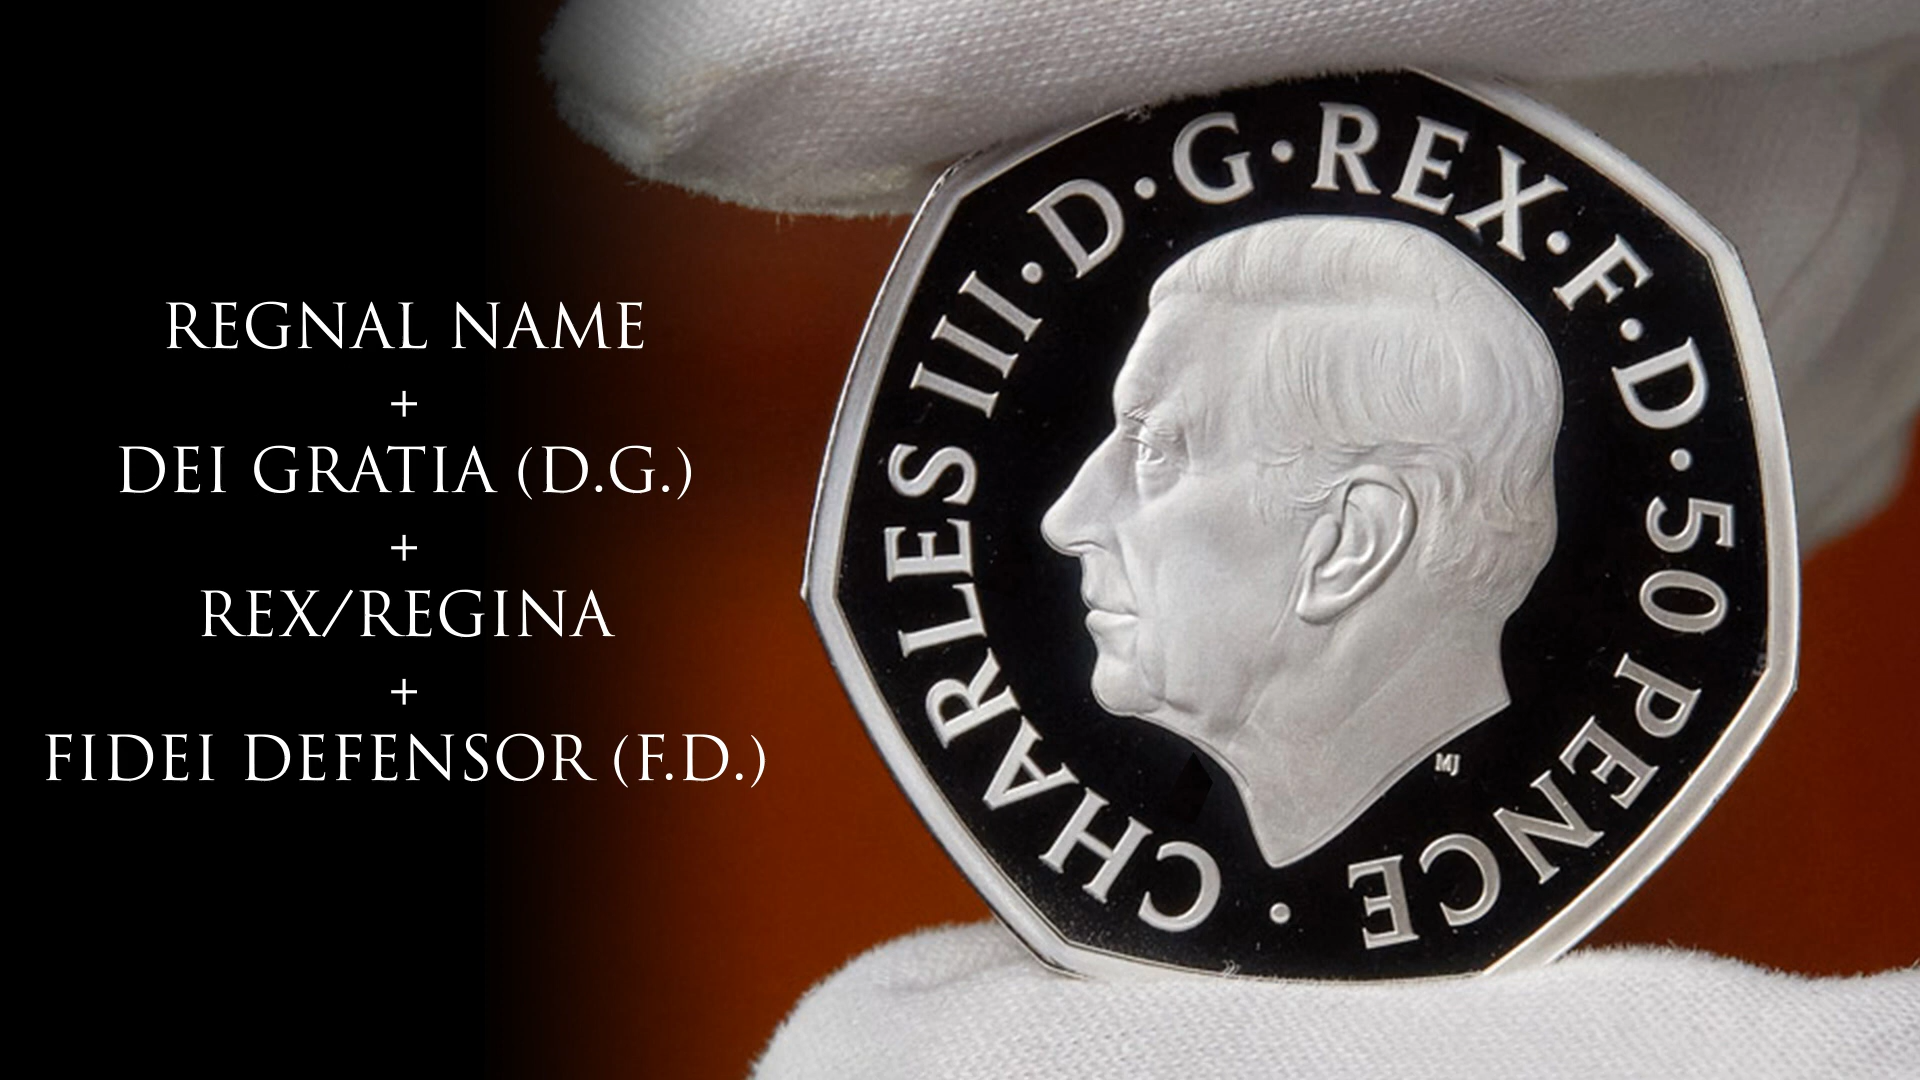 REGNAL NAME
+
DEI GRATIA (D.G.)
+
REX/REGINA
+
FIDEI DEFENSOR (F.D.)
CHARLES III · D · G · REX · F · D · 50 PENCE ·
MJ